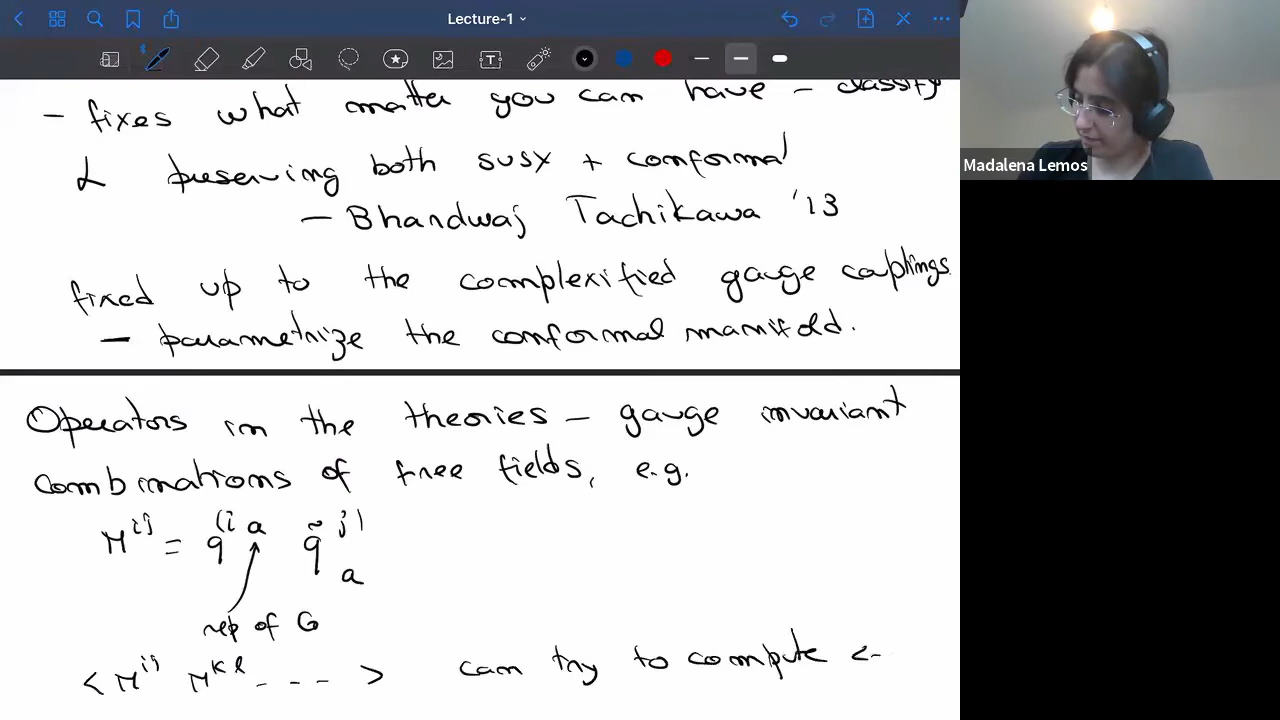 Lecture-1
- fixes what matter you can have - classify
L preserving both susy + conformal
- Bhandwaj Tachikawa '13
fixed up to the complexified gauge couplings
- parametrize the conformal manifold.
Operators in the theories - gauge invariant
combinations of free fields, e.g.
M^{ij} = q^{(i a} \tilde{q}^{j)}_a
rep of G
< M^{ij} M^{kl} - - - > can try to compute <-
Madalena Lemos